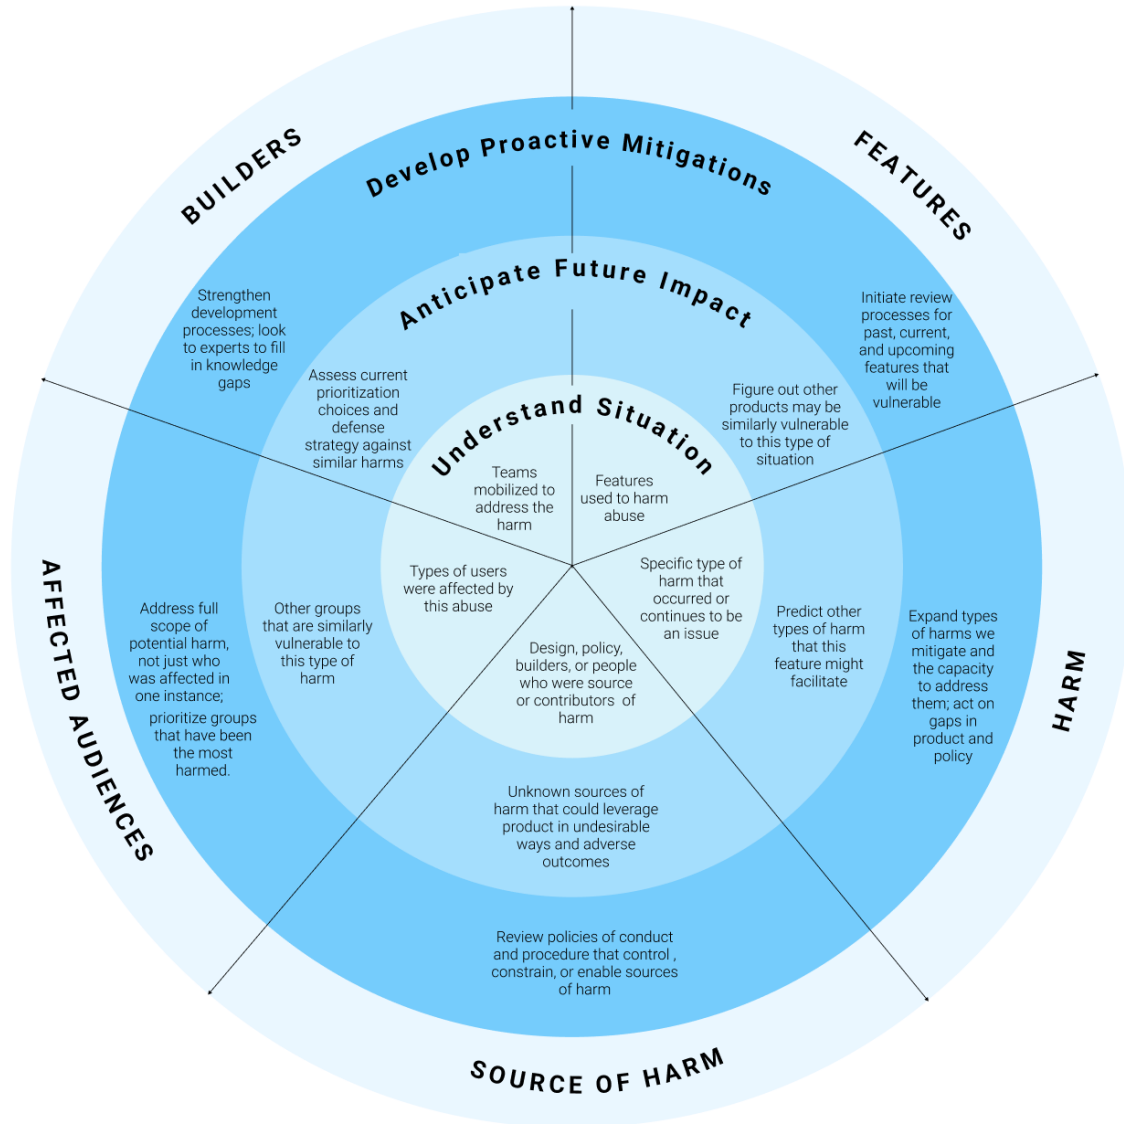 BUILDERS
FEATURES
Develop Proactive Mitigations
Strengthen
development
processes; look
to experts to fill
in knowledge
gaps
Initiate review
processes for
past, current,
and upcoming
features that
will be
vulnerable
Anticipate Future Impact
Assess current
prioritization
choices and
defense
strategy against
similar harms
Figure out other
products may be
similarly vulnerable
to this type of
situation
Understand Situation
Teams
mobilized to
address the
harm
Features
used to harm
abuse
Types of users
were affected by
this abuse
Specific type of
harm that
occurred or
continues to be
an issue
Design, policy,
builders, or people
who were source
or contributors of
harm
AFFECTED AUDIENCES
Address full
scope of
potential harm,
not just who
was affected in
one instance;
prioritize groups
that have been
the most
harmed.
Other groups
that are similarly
vulnerable to
this type of
harm
Predict other
types of harm
that this
feature might
facilitate
Expand types
of harms we
mitigate and
the capacity
to address
them; act on
gaps in
product and
policy
HARM
Unknown sources of
harm that could leverage
product in undesirable
ways and adverse
outcomes
Review policies of conduct
and procedure that control ,
constrain, or enable sources
of harm
SOURCE OF HARM